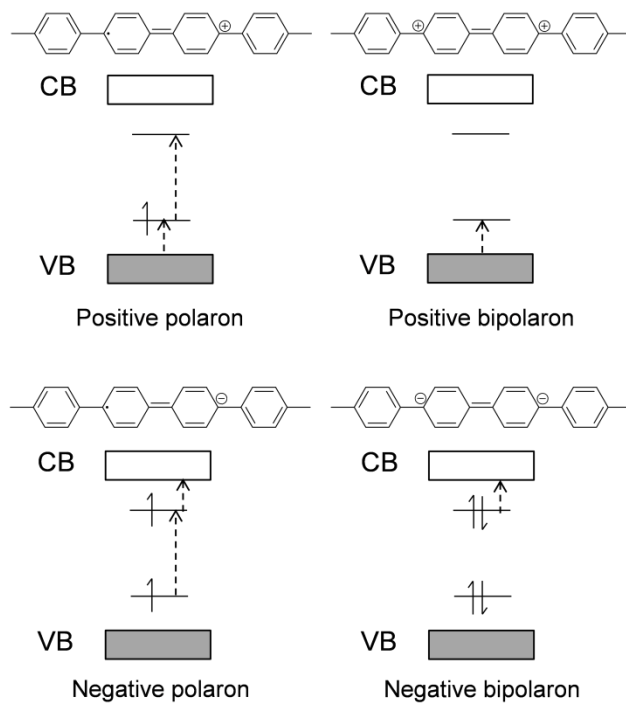 CB CB
VB VB
Positive polaron Positive bipolaron
CB CB
VB VB
Negative polaron Negative bipolaron